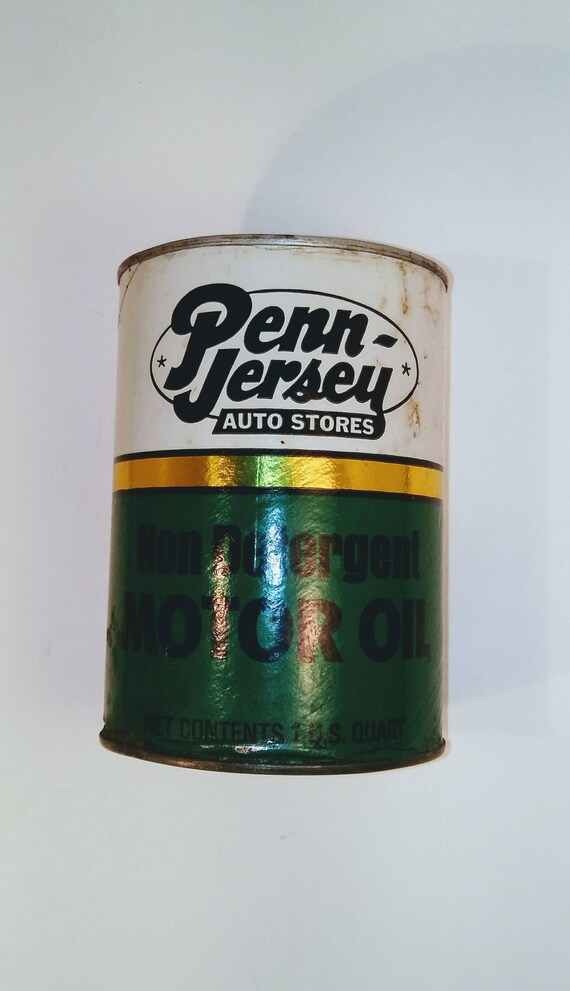 Penn-
Jersey
AUTO STORES
Non Detergent
MOTOR OIL
NET CONTENTS 1 U.S. QUART